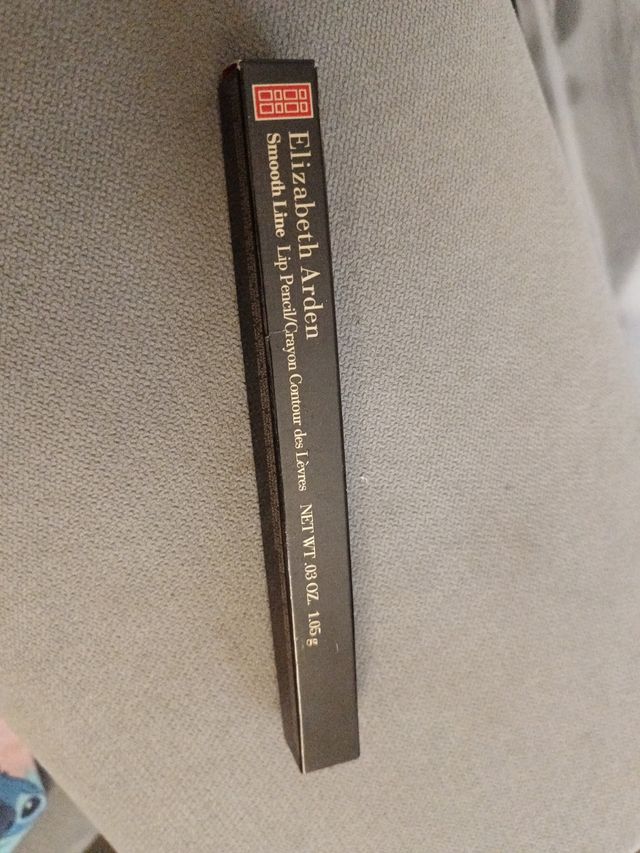 Elizabeth Arden
Smooth Line Lip Pencil/Crayon Contour des Lèvres NET WT .03 OZ. 1.05 g